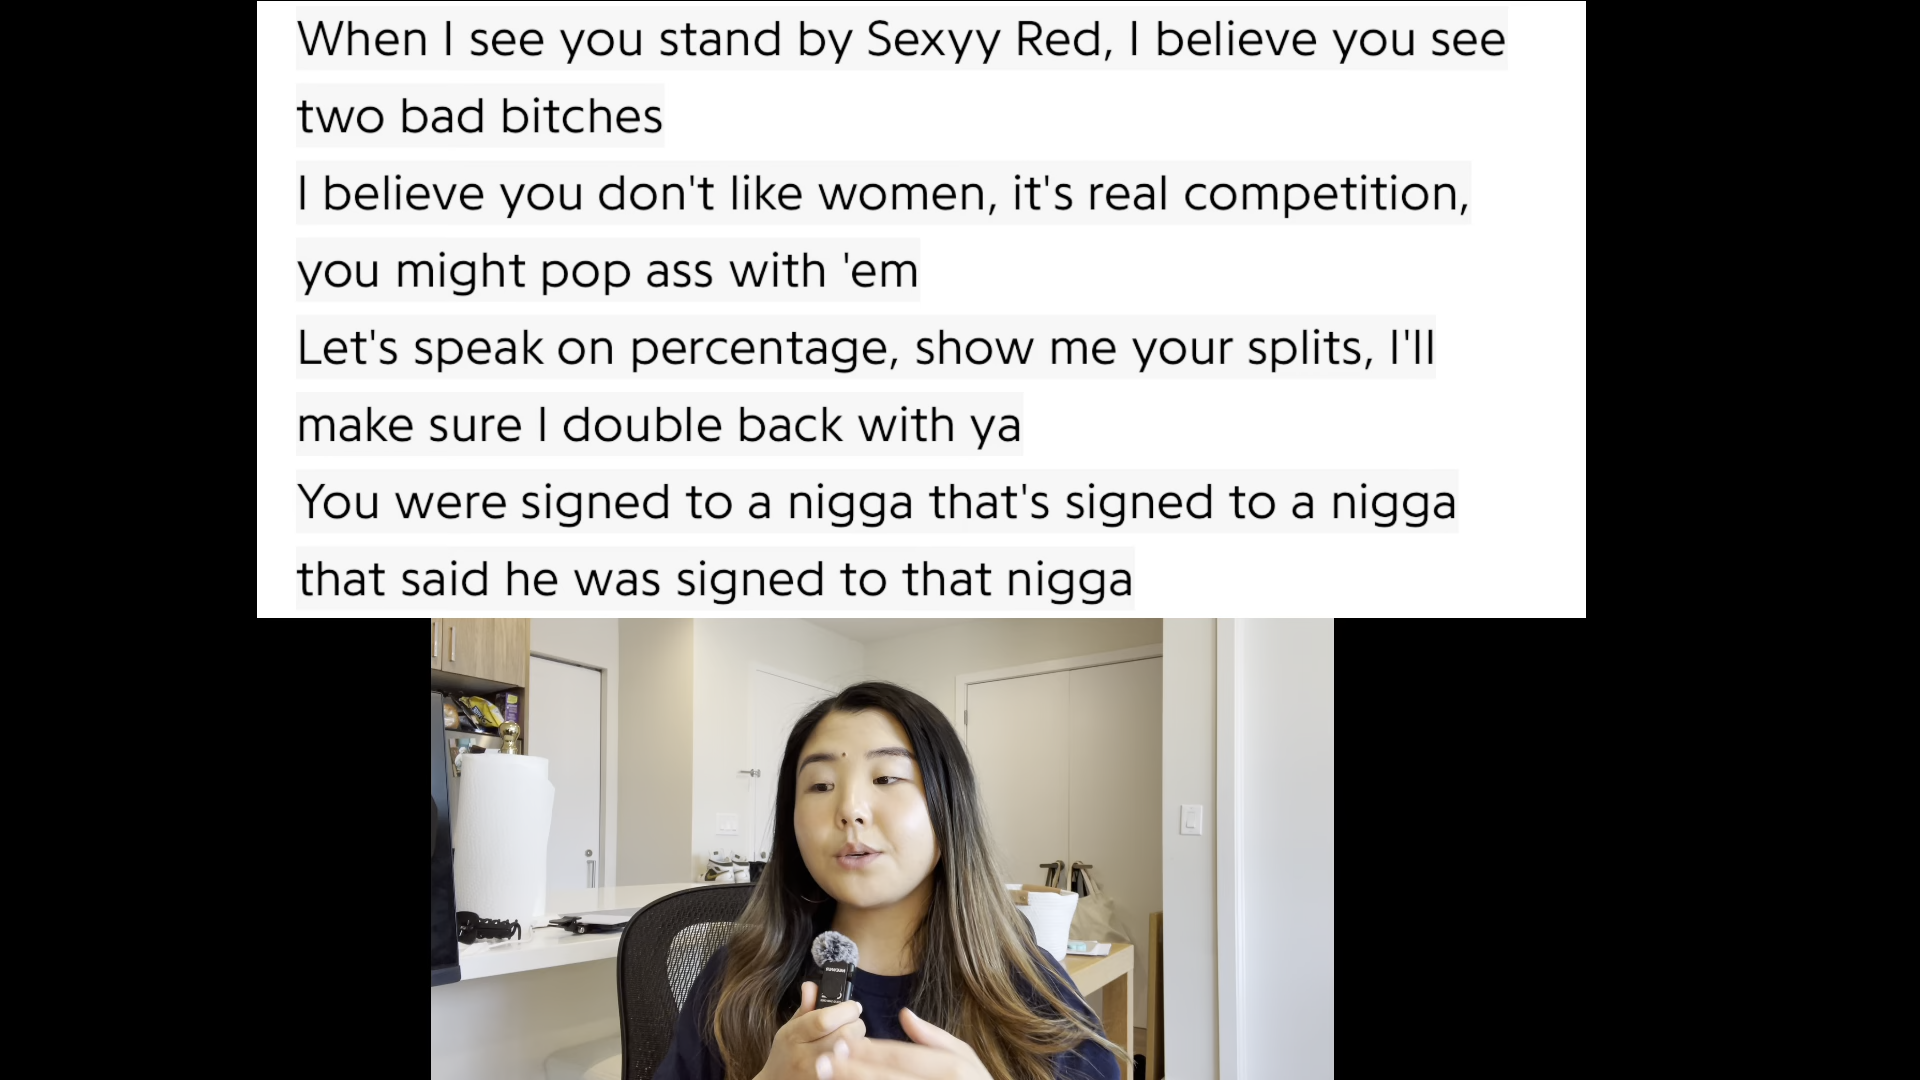 When I see you stand by Sexyy Red, I believe you see
two bad bitches
I believe you don't like women, it's real competition,
you might pop ass with 'em
Let's speak on percentage, show me your splits, I'll
make sure I double back with ya
You were signed to a nigga that's signed to a nigga
that said he was signed to that nigga